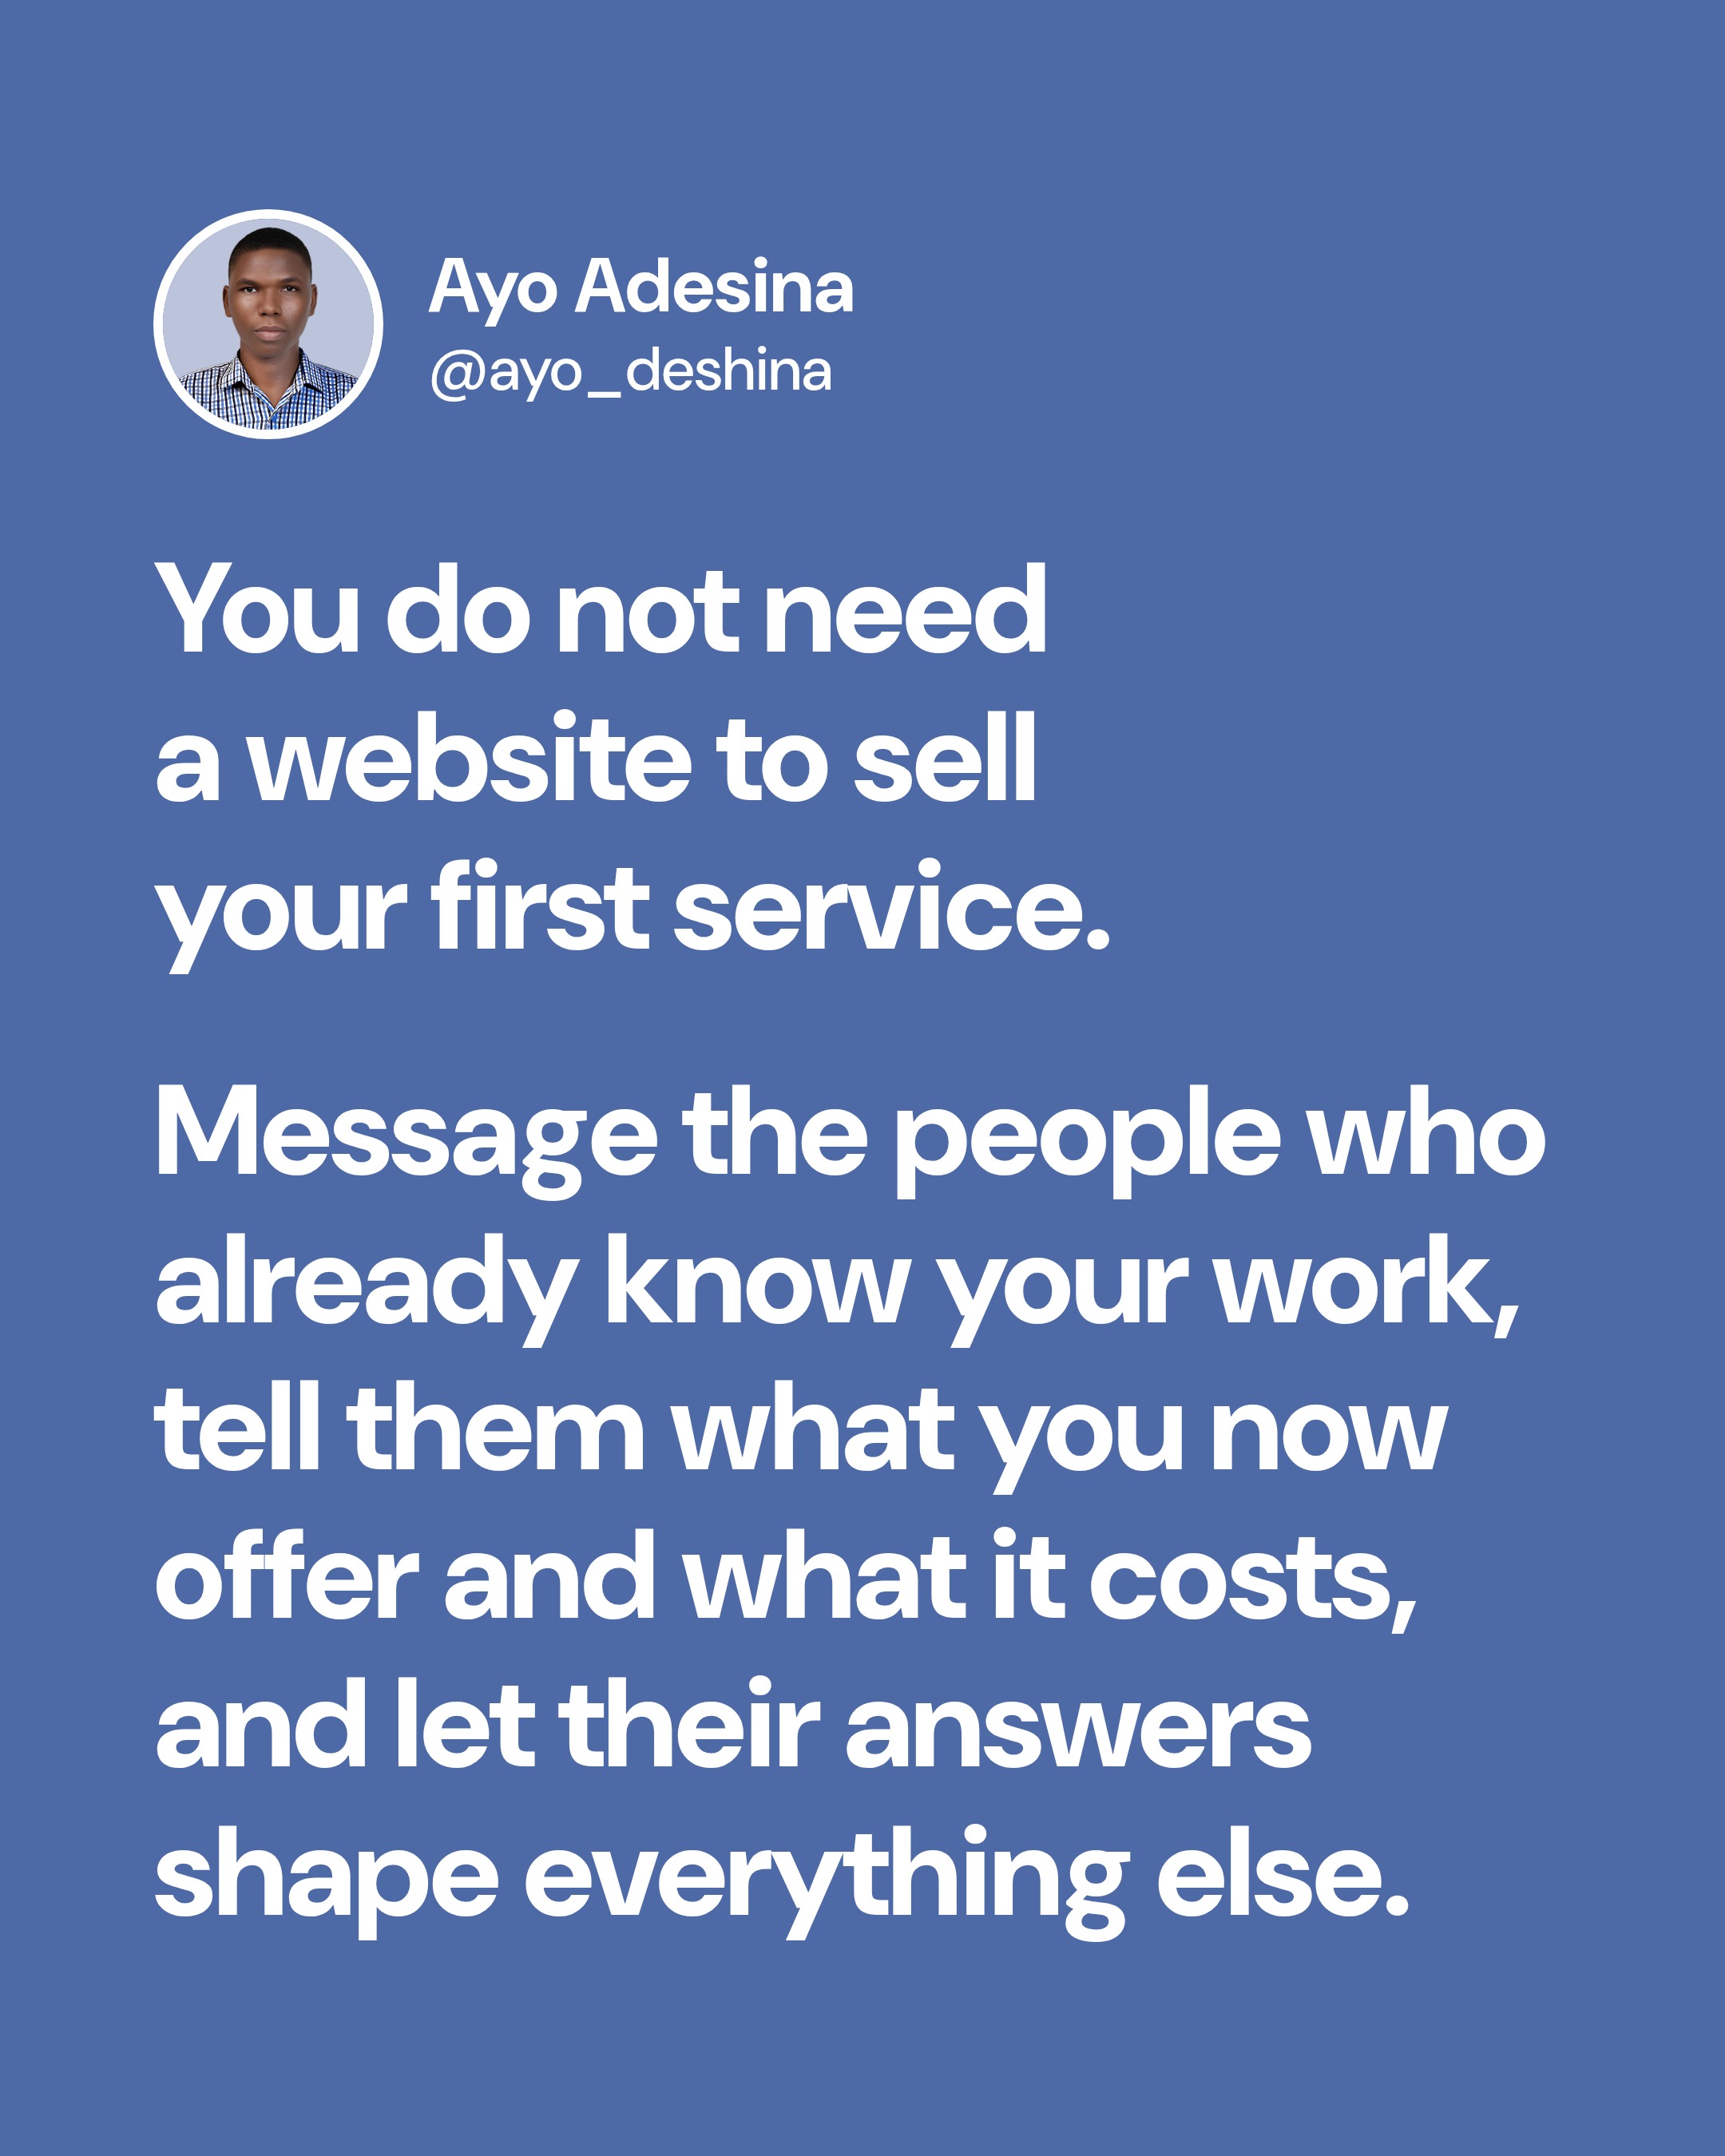 Ayo Adesina
@ayo_deshina
You do not need
a website to sell
your first service.
Message the people who
already know your work,
tell them what you now
offer and what it costs,
and let their answers
shape everything else.